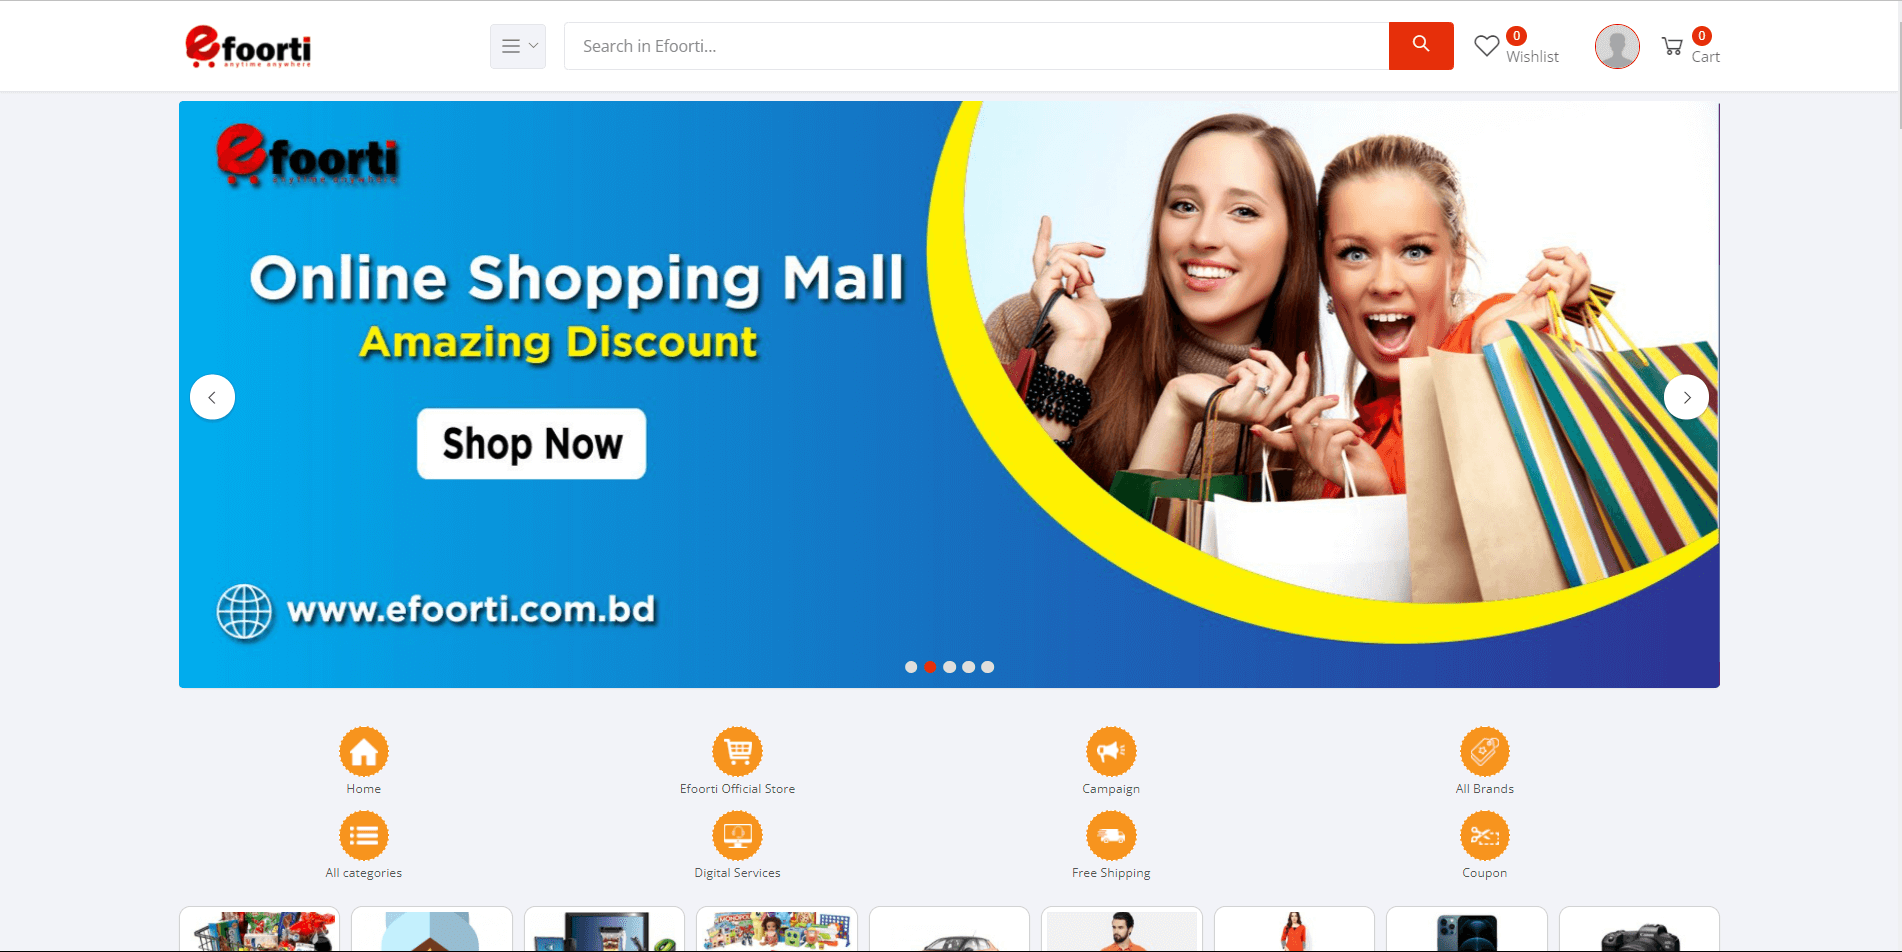 efoorti
anytime anywhere
Search in Efoorti...
0
Wishlist
0
Cart
efoorti
anytime anywhere
Online Shopping Mall
Amazing Discount
Shop Now
www.efoorti.com.bd
Home
Efoorti Official Store
Campaign
All Brands
All categories
Digital Services
Free Shipping
Coupon
MONOPOLY